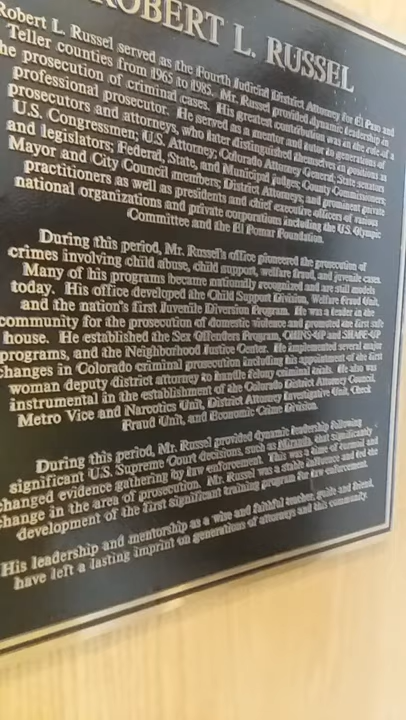 ROBERT L. RUSSEL
Robert L. Russel served as the Fourth Judicial District Attorney for El Paso and
Teller counties from 1965 to 1985. Mr. Russel provided dynamic leadership in
the prosecution of criminal cases. His greatest contribution was in the role of a
professional prosecutor. He served as a mentor and tutor to generations of
prosecutors and attorneys, who later distinguished themselves in positions as
U.S. Congressmen; U.S. Attorney; Colorado Attorney General; State senators
and legislators; Federal, State, and Municipal judges; County Commissioners;
Mayor and City Council members; District Attorneys; and prominent private
practitioners as well as presidents and chief executive officers of various
national organizations and private corporations including the U.S. Olympic
Committee and the El Pomar Foundation.
During this period, Mr. Russel's office pioneered the prosecution of
crimes involving child abuse, child support, welfare fraud, and juvenile cases.
Many of his programs became nationally recognized and are still models
today. His office developed the Child Support Division, Welfare Fraud Unit,
and the nation's first Juvenile Diversion Program. He was a leader in the
community for the prosecution of domestic violence and promoted the first safe
house. He established the Sex Offenders Program, CHINS-UP and SHAPE-UP
programs, and the Neighborhood Justice Center. He implemented several major
changes in Colorado criminal prosecution including his appointment of the first
woman deputy district attorney to handle felony criminal trials. He also was
instrumental in the establishment of the Colorado District Attorney Council,
Metro Vice and Narcotics Unit, District Attorney Investigative Unit, Check
Fraud Unit, and Economic Crime Division.
During this period, Mr. Russel provided dynamic leadership following
significant U.S. Supreme Court decisions, such as Miranda, that significantly
changed evidence gathering by law enforcement. This was a time of turmoil and
change in the area of prosecution. Mr. Russel was a stable influence and led the
development of the first significant training program for law enforcement.
His leadership and mentorship as a wise and faithful teacher, guide and friend,
have left a lasting imprint on generations of attorneys and this community.